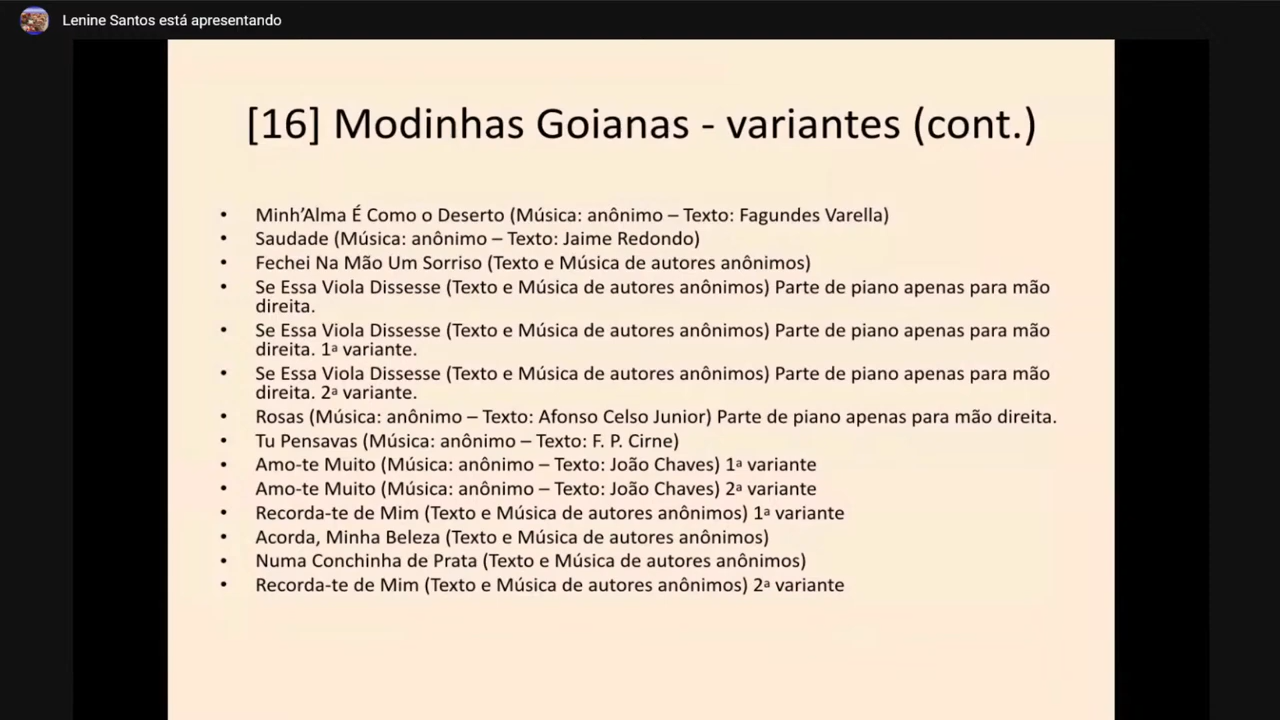 Lenine Santos está apresentando
[16] Modinhas Goianas - variantes (cont.)
• Minh’Alma É Como o Deserto (Música: anônimo – Texto: Fagundes Varella)
• Saudade (Música: anônimo – Texto: Jaime Redondo)
• Fechei Na Mão Um Sorriso (Texto e Música de autores anônimos)
• Se Essa Viola Dissesse (Texto e Música de autores anônimos) Parte de piano apenas para mão
direita.
• Se Essa Viola Dissesse (Texto e Música de autores anônimos) Parte de piano apenas para mão
direita. 1ª variante.
• Se Essa Viola Dissesse (Texto e Música de autores anônimos) Parte de piano apenas para mão
direita. 2ª variante.
• Rosas (Música: anônimo – Texto: Afonso Celso Junior) Parte de piano apenas para mão direita.
• Tu Pensavas (Música: anônimo – Texto: F. P. Cirne)
• Amo-te Muito (Música: anônimo – Texto: João Chaves) 1ª variante
• Amo-te Muito (Música: anônimo – Texto: João Chaves) 2ª variante
• Recorda-te de Mim (Texto e Música de autores anônimos) 1ª variante
• Acorda, Minha Beleza (Texto e Música de autores anônimos)
• Numa Conchinha de Prata (Texto e Música de autores anônimos)
• Recorda-te de Mim (Texto e Música de autores anônimos) 2ª variante